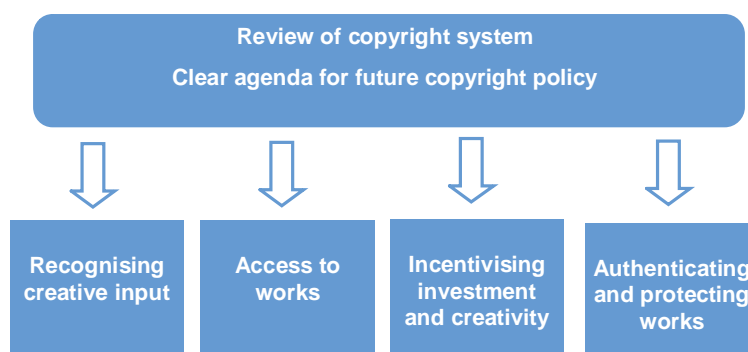 Review of copyright system
Clear agenda for future copyright policy
Recognising
creative input
Access to
works
Incentivising
investment
and creativity
Authenticating
and protecting
works